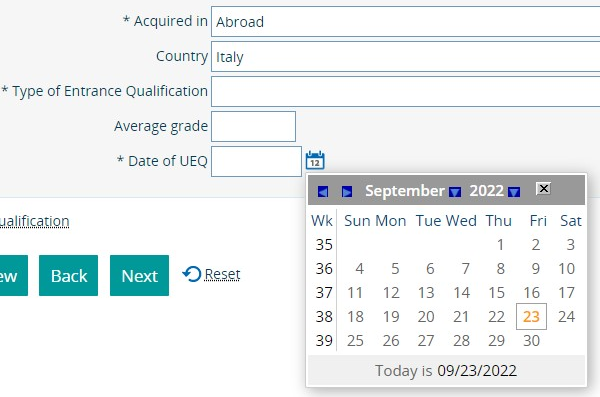 * Acquired in Abroad
Country Italy
* Type of Entrance Qualification
Average grade
* Date of UEQ 12
September 2022 x
Wk Sun Mon Tue Wed Thu Fri Sat
35 1 2 3
36 4 5 6 7 8 9 10
37 11 12 13 14 15 16 17
38 18 19 20 21 22 23 24
39 25 26 27 28 29 30
Today is 09/23/2022
ualification
ew Back Next Reset